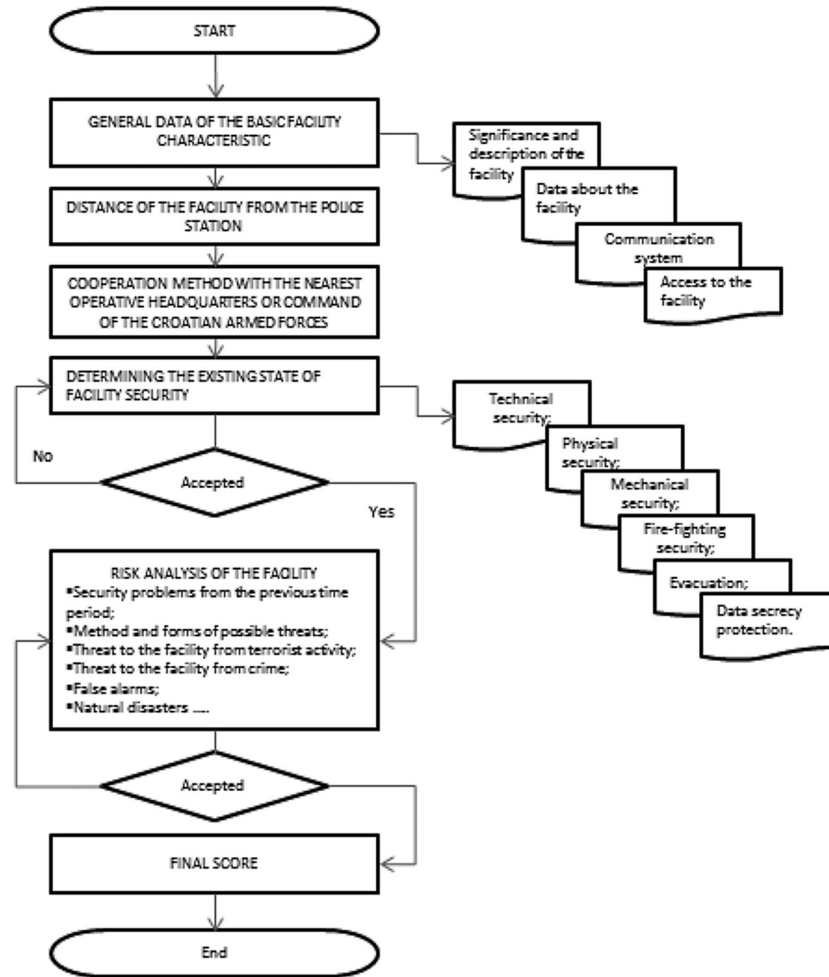 START
GENERAL DATA OF THE BASIC FACILITY
CHARACTERISTIC
Significance and
description of the
facility
Data about the
facility
Communication
system
Access to the
facility
DISTANCE OF THE FACILITY FROM THE POLICE
STATION
COOPERATION METHOD WITH THE NEAREST
OPERATIVE HEADQUARTERS OR COMMAND
OF THE CROATIAN ARMED FORCES
DETERMINING THE EXISTING STATE OF
FACILITY SECURITY
Technical
security;
Physical
security;
Mechanical
security;
Fire-fighting
security;
Evacuation;
Data secrecy
protection.
No
Accepted
Yes
RISK ANALYSIS OF THE FACILITY
▪Security problems from the previous time
period;
▪Method and forms of possible threats;
▪Threat to the facility from terrorist activity;
▪Threat to the facility from crime;
▪False alarms;
▪Natural disasters .....
Accepted
FINAL SCORE
End